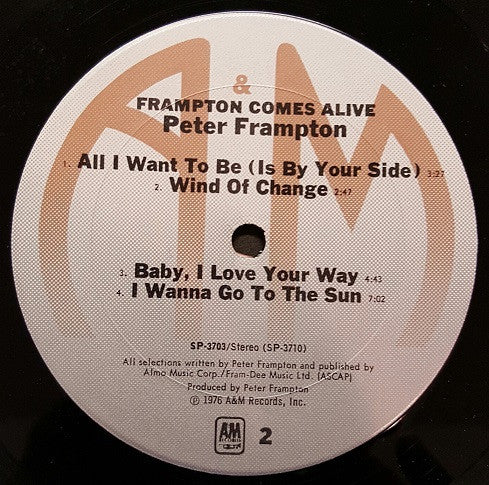 &
A M
FRAMPTON COMES ALIVE
Peter Frampton
1. All I Want To Be (Is By Your Side) 3:27
2. Wind Of Change 2:47
3. Baby, I Love Your Way 4:43
4. I Wanna Go To The Sun 7:02
SP-3703/Stereo (SP-3710)
All selections written by Peter Frampton and published by
Almo Music Corp./Fram-Dee Music Ltd. (ASCAP)
Produced by Peter Frampton
℗ 1976 A&M Records, Inc.
AM
RECORDS
2